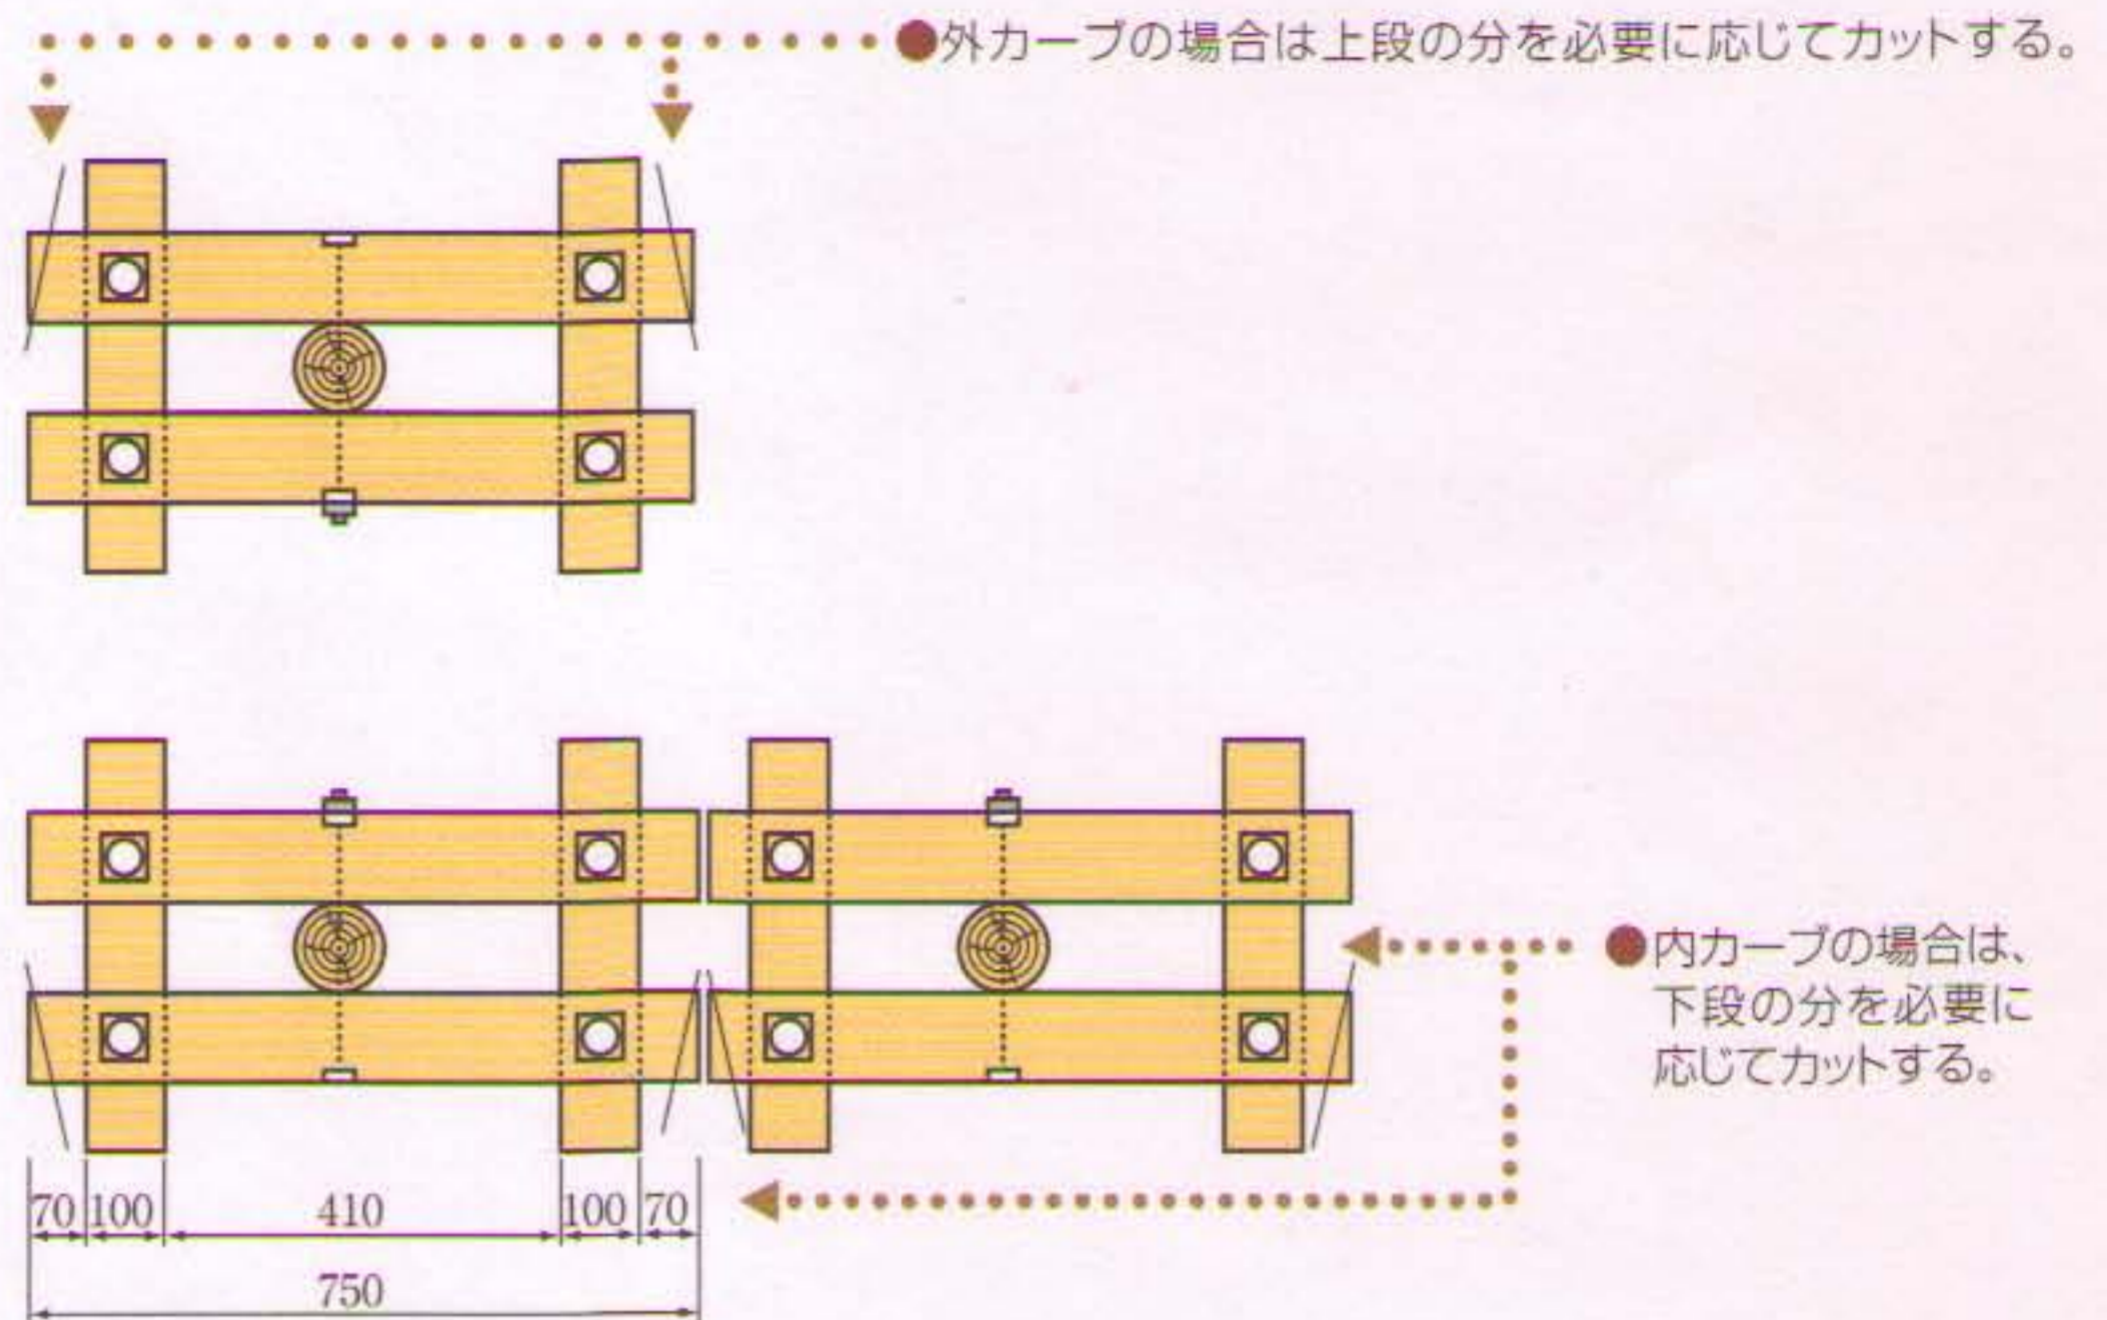 ●外カーブの場合は上段の分を必要に応じてカットする。
●内カーブの場合は、
下段の分を必要に
応じてカットする。
70 100 410 100 70
750